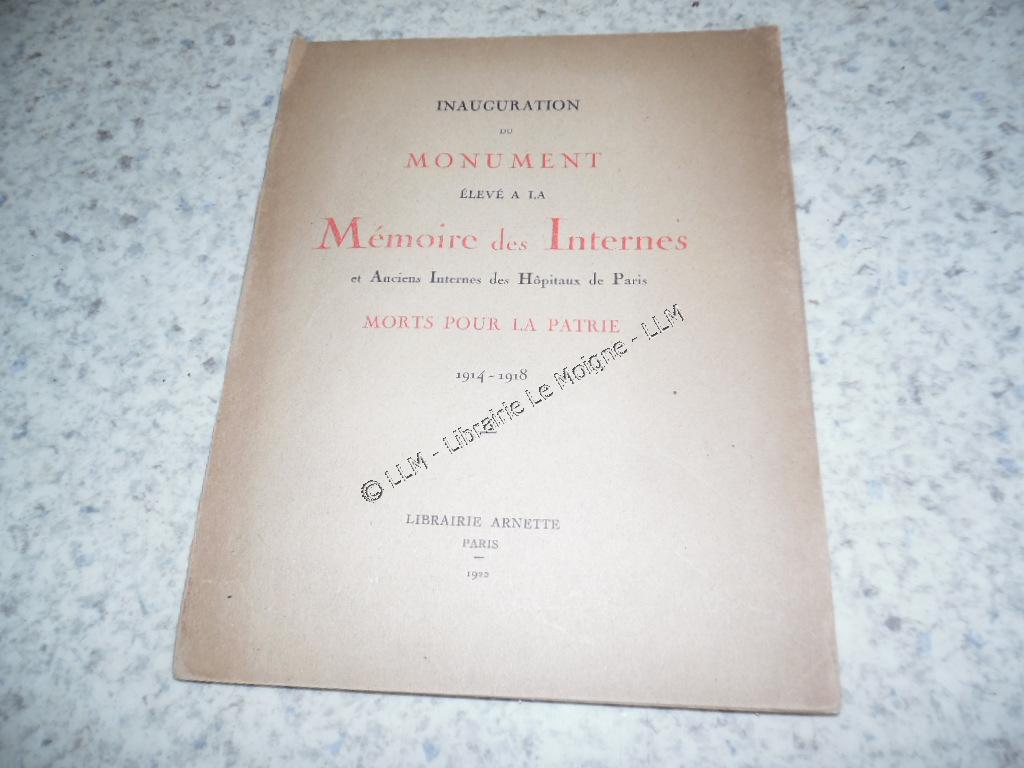 INAUGURATION
DU
MONUMENT
ÉLEVÉ A LA
Mémoire des Internes
et Anciens Internes des Hôpitaux de Paris
MORTS POUR LA PATRIE
1914-1918
© LLM - Librairie Le Moigne - LLM
LIBRAIRIE ARNETTE
PARIS
1922